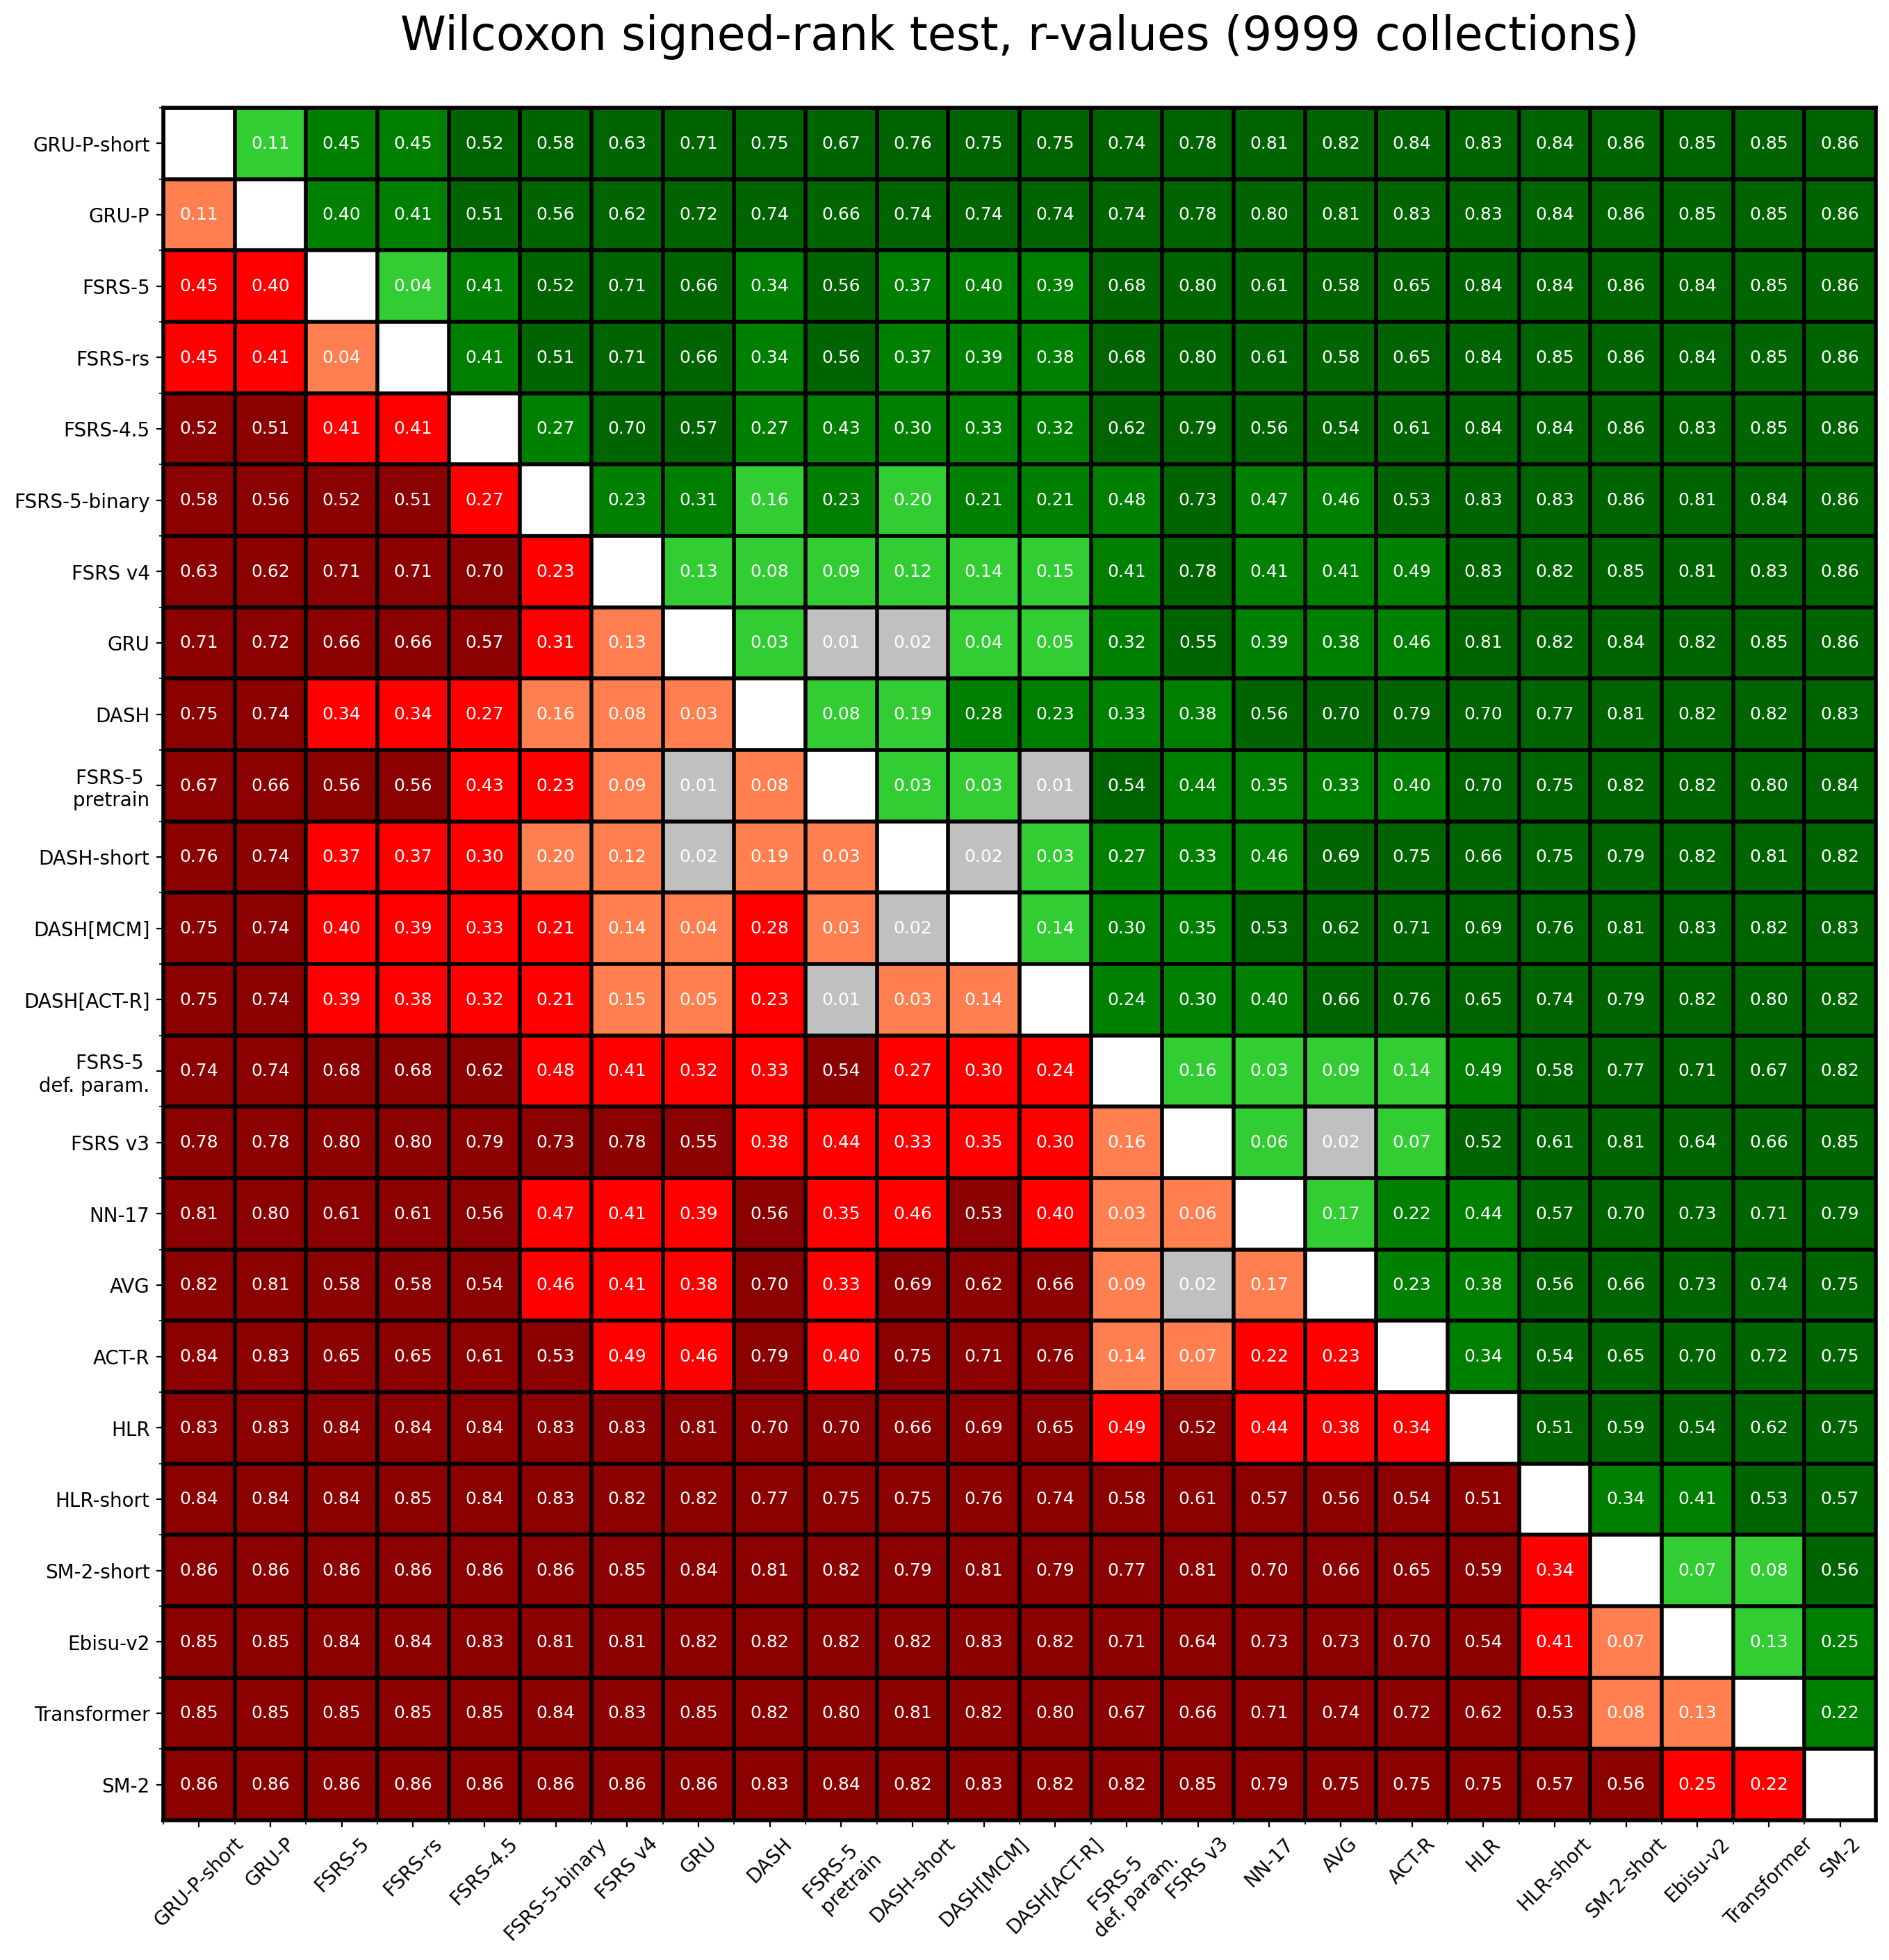 Wilcoxon signed-rank test, r-values (9999 collections)
GRU-P-short 0.11 0.45 0.45 0.52 0.58 0.63 0.71 0.75 0.67 0.76 0.75 0.75 0.74 0.78 0.81 0.82 0.84 0.83 0.84 0.86 0.85 0.85 0.86
GRU-P 0.11 0.40 0.41 0.51 0.56 0.62 0.72 0.74 0.66 0.74 0.74 0.74 0.74 0.78 0.80 0.81 0.83 0.83 0.84 0.86 0.85 0.85 0.86
FSRS-5 0.45 0.40 0.04 0.41 0.52 0.71 0.66 0.34 0.56 0.37 0.40 0.39 0.68 0.80 0.61 0.58 0.65 0.84 0.84 0.86 0.84 0.85 0.86
FSRS-rs 0.45 0.41 0.04 0.41 0.51 0.71 0.66 0.34 0.56 0.37 0.39 0.38 0.68 0.80 0.61 0.58 0.65 0.84 0.85 0.86 0.84 0.85 0.86
FSRS-4.5 0.52 0.51 0.41 0.41 0.27 0.70 0.57 0.27 0.43 0.30 0.33 0.32 0.62 0.79 0.56 0.54 0.61 0.84 0.84 0.86 0.83 0.85 0.86
FSRS-5-binary 0.58 0.56 0.52 0.51 0.27 0.23 0.31 0.16 0.23 0.20 0.21 0.21 0.48 0.73 0.47 0.46 0.53 0.83 0.83 0.86 0.81 0.84 0.86
FSRS v4 0.63 0.62 0.71 0.71 0.70 0.23 0.13 0.08 0.09 0.12 0.14 0.15 0.41 0.78 0.41 0.41 0.49 0.83 0.82 0.85 0.81 0.83 0.86
GRU 0.71 0.72 0.66 0.66 0.57 0.31 0.13 0.03 0.01 0.02 0.04 0.05 0.32 0.55 0.39 0.38 0.46 0.81 0.82 0.84 0.82 0.85 0.86
DASH 0.75 0.74 0.34 0.34 0.27 0.16 0.08 0.03 0.08 0.19 0.28 0.23 0.33 0.38 0.56 0.70 0.79 0.70 0.77 0.81 0.82 0.82 0.83
FSRS-5
pretrain 0.67 0.66 0.56 0.56 0.43 0.23 0.09 0.01 0.08 0.03 0.03 0.01 0.54 0.44 0.35 0.33 0.40 0.70 0.75 0.82 0.82 0.80 0.84
DASH-short 0.76 0.74 0.37 0.37 0.30 0.20 0.12 0.02 0.19 0.03 0.02 0.03 0.27 0.33 0.46 0.69 0.75 0.66 0.75 0.79 0.82 0.81 0.82
DASH[MCM] 0.75 0.74 0.40 0.39 0.33 0.21 0.14 0.04 0.28 0.03 0.02 0.14 0.30 0.35 0.53 0.62 0.71 0.69 0.76 0.81 0.83 0.82 0.83
DASH[ACT-R] 0.75 0.74 0.39 0.38 0.32 0.21 0.15 0.05 0.23 0.01 0.03 0.14 0.24 0.30 0.40 0.66 0.76 0.65 0.74 0.79 0.82 0.80 0.82
FSRS-5
def. param. 0.74 0.74 0.68 0.68 0.62 0.48 0.41 0.32 0.33 0.54 0.27 0.30 0.24 0.16 0.03 0.09 0.14 0.49 0.58 0.77 0.71 0.67 0.82
FSRS v3 0.78 0.78 0.80 0.80 0.79 0.73 0.78 0.55 0.38 0.44 0.33 0.35 0.30 0.16 0.06 0.02 0.07 0.52 0.61 0.81 0.64 0.66 0.85
NN-17 0.81 0.80 0.61 0.61 0.56 0.47 0.41 0.39 0.56 0.35 0.46 0.53 0.40 0.03 0.06 0.17 0.22 0.44 0.57 0.70 0.73 0.71 0.79
AVG 0.82 0.81 0.58 0.58 0.54 0.46 0.41 0.38 0.70 0.33 0.69 0.62 0.66 0.09 0.02 0.17 0.23 0.38 0.56 0.66 0.73 0.74 0.75
ACT-R 0.84 0.83 0.65 0.65 0.61 0.53 0.49 0.46 0.79 0.40 0.75 0.71 0.76 0.14 0.07 0.22 0.23 0.34 0.54 0.65 0.70 0.72 0.75
HLR 0.83 0.83 0.84 0.84 0.84 0.83 0.83 0.81 0.70 0.70 0.66 0.69 0.65 0.49 0.52 0.44 0.38 0.34 0.51 0.59 0.54 0.62 0.75
HLR-short 0.84 0.84 0.84 0.85 0.84 0.83 0.82 0.82 0.77 0.75 0.75 0.76 0.74 0.58 0.61 0.57 0.56 0.54 0.51 0.34 0.41 0.53 0.57
SM-2-short 0.86 0.86 0.86 0.86 0.86 0.86 0.85 0.84 0.81 0.82 0.79 0.81 0.79 0.77 0.81 0.70 0.66 0.65 0.59 0.34 0.07 0.08 0.56
Ebisu-v2 0.85 0.85 0.84 0.84 0.83 0.81 0.81 0.82 0.82 0.82 0.82 0.83 0.82 0.71 0.64 0.73 0.73 0.70 0.54 0.41 0.07 0.13 0.25
Transformer 0.85 0.85 0.85 0.85 0.85 0.84 0.83 0.85 0.82 0.80 0.81 0.82 0.80 0.67 0.66 0.71 0.74 0.72 0.62 0.53 0.08 0.13 0.22
SM-2 0.86 0.86 0.86 0.86 0.86 0.86 0.86 0.86 0.83 0.84 0.82 0.83 0.82 0.82 0.85 0.79 0.75 0.75 0.75 0.57 0.56 0.25 0.22
GRU-P-short
GRU-P
FSRS-5
FSRS-rs
FSRS-4.5
FSRS-5-binary
FSRS v4
GRU
DASH
FSRS-5
pretrain
DASH-short
DASH[MCM]
DASH[ACT-R]
FSRS-5
def. param.
FSRS v3
NN-17
AVG
ACT-R
HLR
HLR-short
SM-2-short
Ebisu-v2
Transformer
SM-2